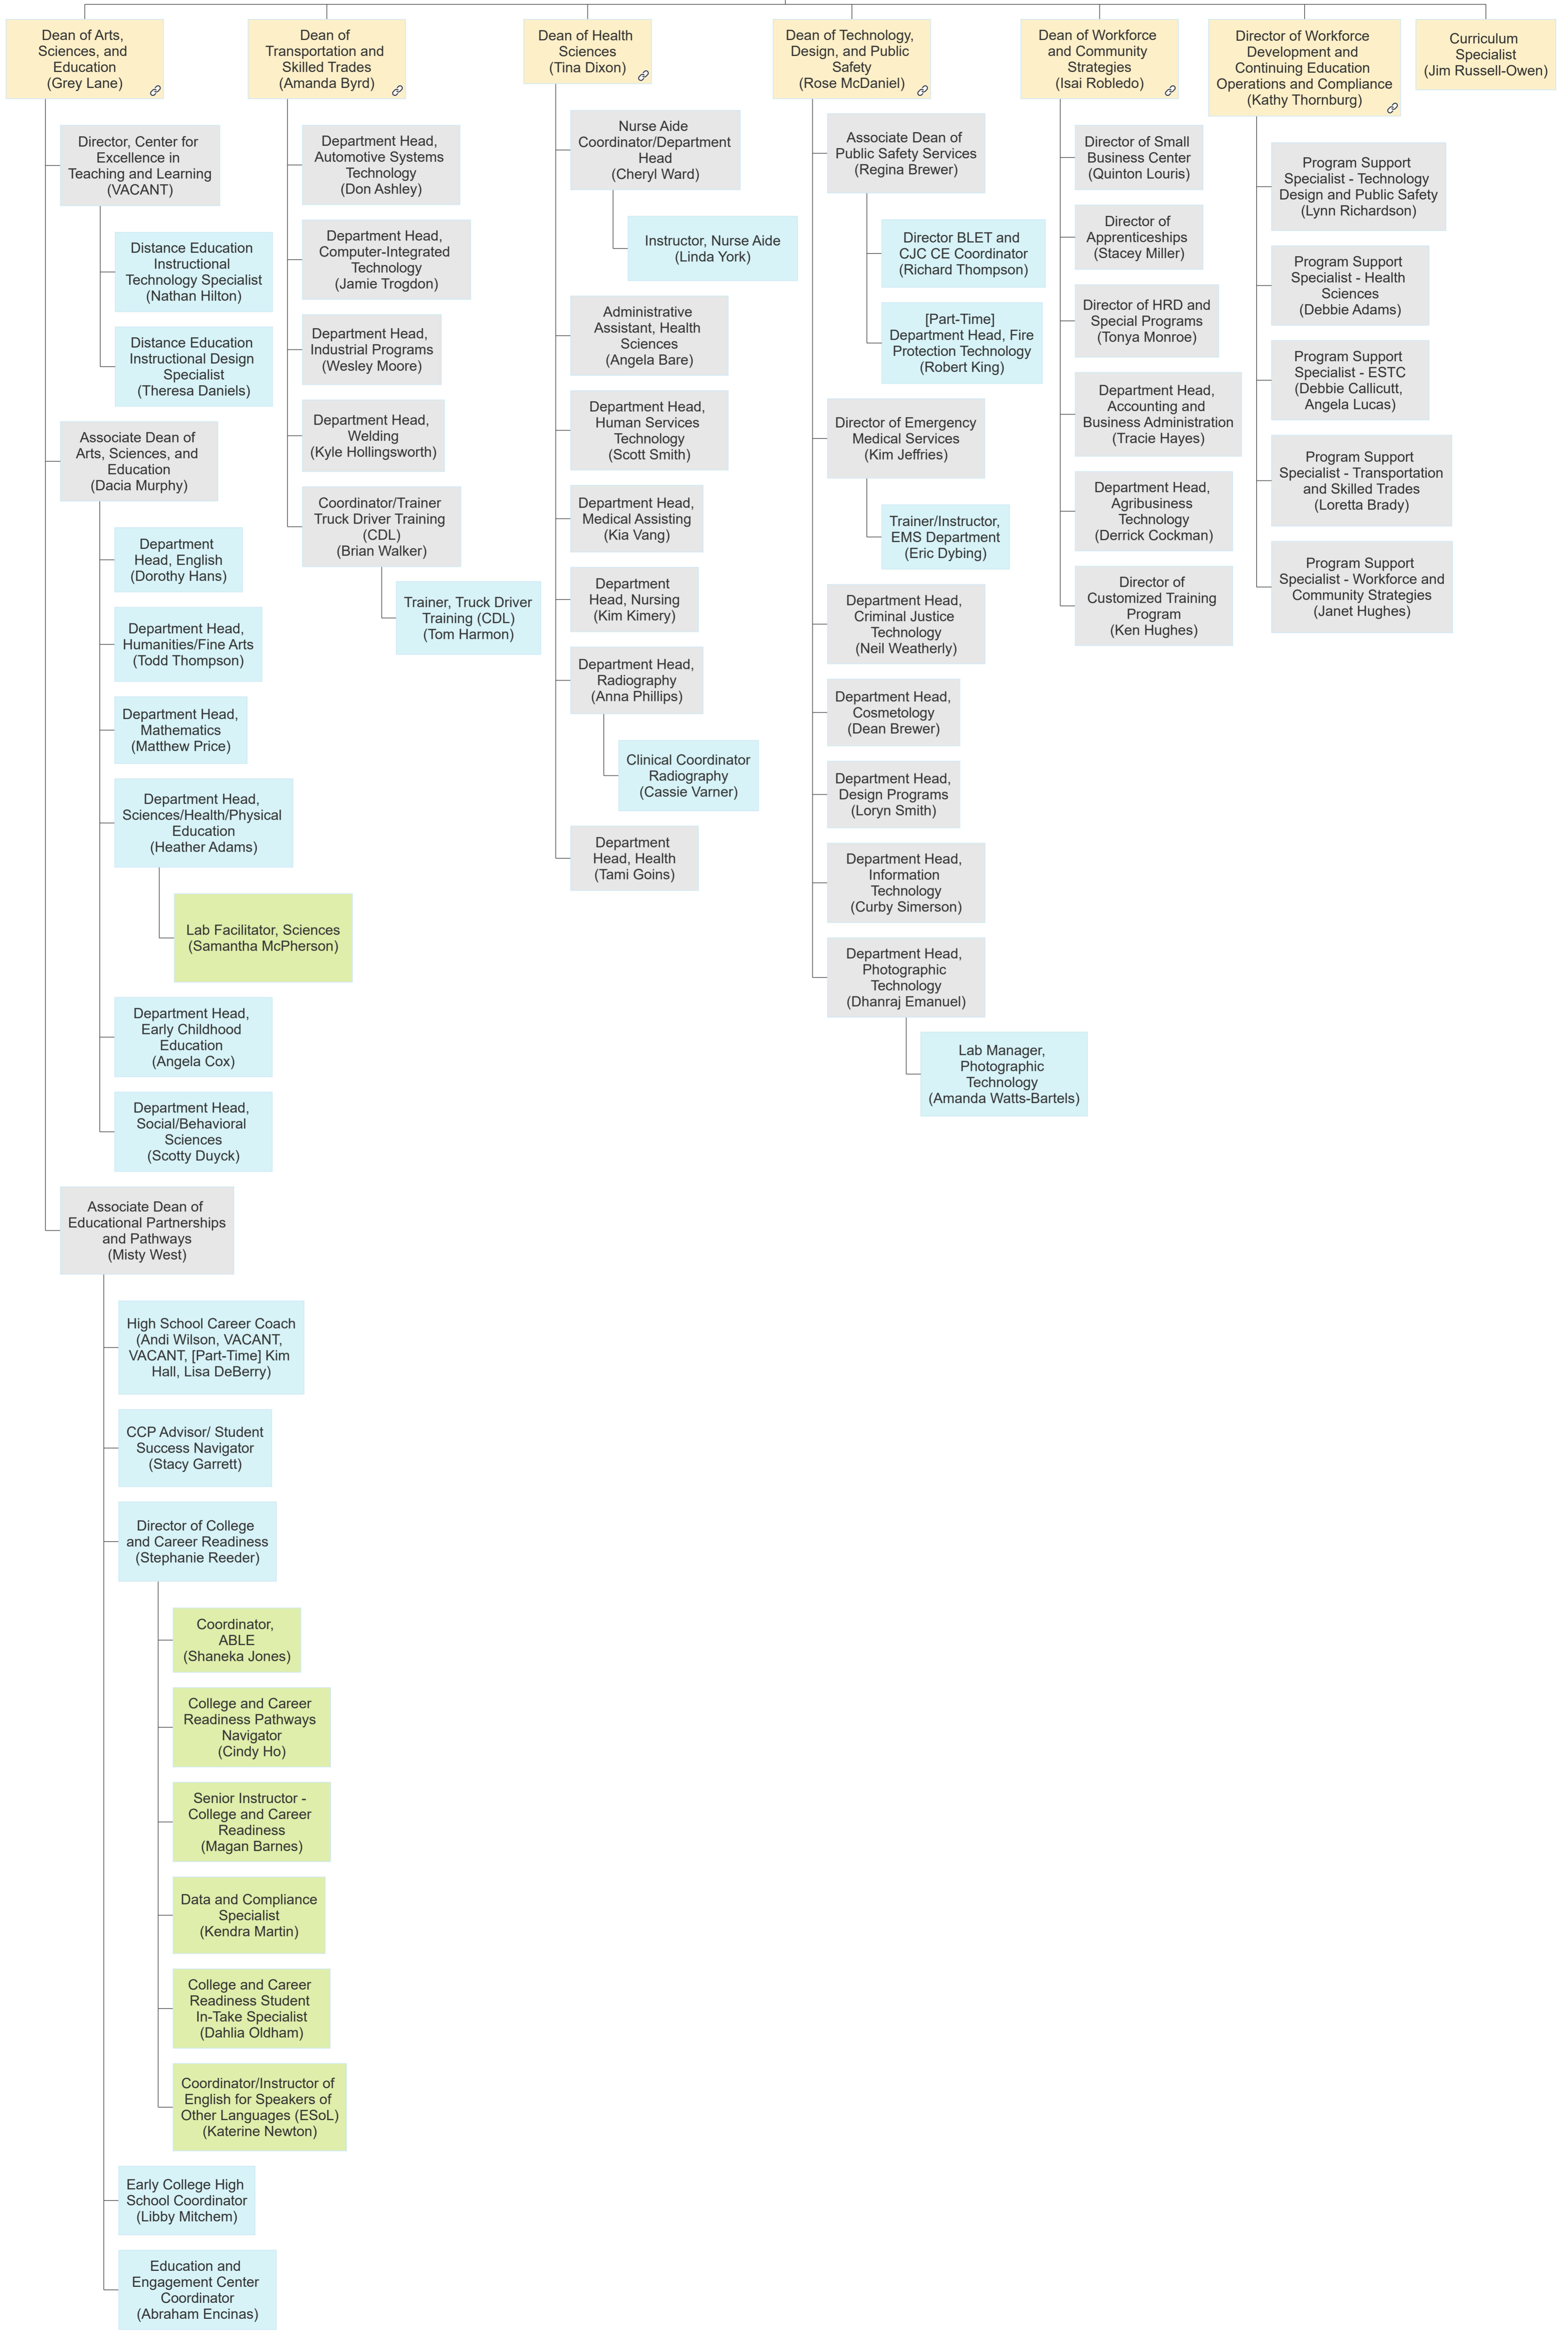 Dean of Arts,
Sciences, and
Education
(Grey Lane)
Director, Center for
Excellence in
Teaching and Learning
(VACANT)
Distance Education
Instructional
Technology Specialist
(Nathan Hilton)
Distance Education
Instructional Design
Specialist
(Theresa Daniels)
Associate Dean of
Arts, Sciences, and
Education
(Dacia Murphy)
Department
Head, English
(Dorothy Hans)
Department Head,
Humanities/Fine Arts
(Todd Thompson)
Department Head,
Mathematics
(Matthew Price)
Department Head,
Sciences/Health/Physical
Education
(Heather Adams)
Lab Facilitator, Sciences
(Samantha McPherson)
Department Head,
Early Childhood
Education
(Angela Cox)
Department Head,
Social/Behavioral
Sciences
(Scotty Duyck)
Associate Dean of
Educational Partnerships
and Pathways
(Misty West)
High School Career Coach
(Andi Wilson, VACANT,
VACANT, [Part-Time] Kim
Hall, Lisa DeBerry)
CCP Advisor/ Student
Success Navigator
(Stacy Garrett)
Director of College
and Career Readiness
(Stephanie Reeder)
Coordinator,
ABLE
(Shaneka Jones)
College and Career
Readiness Pathways
Navigator
(Cindy Ho)
Senior Instructor -
College and Career
Readiness
(Magan Barnes)
Data and Compliance
Specialist
(Kendra Martin)
College and Career
Readiness Student
In-Take Specialist
(Dahlia Oldham)
Coordinator/Instructor of
English for Speakers of
Other Languages (ESoL)
(Katerine Newton)
Early College High
School Coordinator
(Libby Mitchem)
Education and
Engagement Center
Coordinator
(Abraham Encinas)
Dean of
Transportation and
Skilled Trades
(Amanda Byrd)
Department Head,
Automotive Systems
Technology
(Don Ashley)
Department Head,
Computer-Integrated
Technology
(Jamie Trogdon)
Department Head,
Industrial Programs
(Wesley Moore)
Department Head,
Welding
(Kyle Hollingsworth)
Coordinator/Trainer
Truck Driver Training
(CDL)
(Brian Walker)
Trainer, Truck Driver
Training (CDL)
(Tom Harmon)
Dean of Health
Sciences
(Tina Dixon)
Nurse Aide
Coordinator/Department
Head
(Cheryl Ward)
Instructor, Nurse Aide
(Linda York)
Administrative
Assistant, Health
Sciences
(Angela Bare)
Department Head,
Human Services
Technology
(Scott Smith)
Department Head,
Medical Assisting
(Kia Vang)
Department
Head, Nursing
(Kim Kimery)
Department Head,
Radiography
(Anna Phillips)
Clinical Coordinator
Radiography
(Cassie Varner)
Department
Head, Health
(Tami Goins)
Dean of Technology,
Design, and Public
Safety
(Rose McDaniel)
Associate Dean of
Public Safety Services
(Regina Brewer)
Director BLET and
CJC CE Coordinator
(Richard Thompson)
[Part-Time]
Department Head, Fire
Protection Technology
(Robert King)
Director of Emergency
Medical Services
(Kim Jeffries)
Trainer/Instructor,
EMS Department
(Eric Dybing)
Department Head,
Criminal Justice
Technology
(Neil Weatherly)
Department Head,
Cosmetology
(Dean Brewer)
Department Head,
Design Programs
(Loryn Smith)
Department Head,
Information
Technology
(Curby Simerson)
Department Head,
Photographic
Technology
(Dhanraj Emanuel)
Lab Manager,
Photographic
Technology
(Amanda Watts-Bartels)
Dean of Workforce
and Community
Strategies
(Isai Robledo)
Director of Small
Business Center
(Quinton Louris)
Director of
Apprenticeships
(Stacey Miller)
Director of HRD and
Special Programs
(Tonya Monroe)
Department Head,
Accounting and
Business Administration
(Tracie Hayes)
Department Head,
Agribusiness
Technology
(Derrick Cockman)
Director of
Customized Training
Program
(Ken Hughes)
Director of Workforce
Development and
Continuing Education
Operations and Compliance
(Kathy Thornburg)
Program Support
Specialist - Technology
Design and Public Safety
(Lynn Richardson)
Program Support
Specialist - Health
Sciences
(Debbie Adams)
Program Support
Specialist - ESTC
(Debbie Callicutt,
Angela Lucas)
Program Support
Specialist - Transportation
and Skilled Trades
(Loretta Brady)
Program Support
Specialist - Workforce and
Community Strategies
(Janet Hughes)
Curriculum
Specialist
(Jim Russell-Owen)